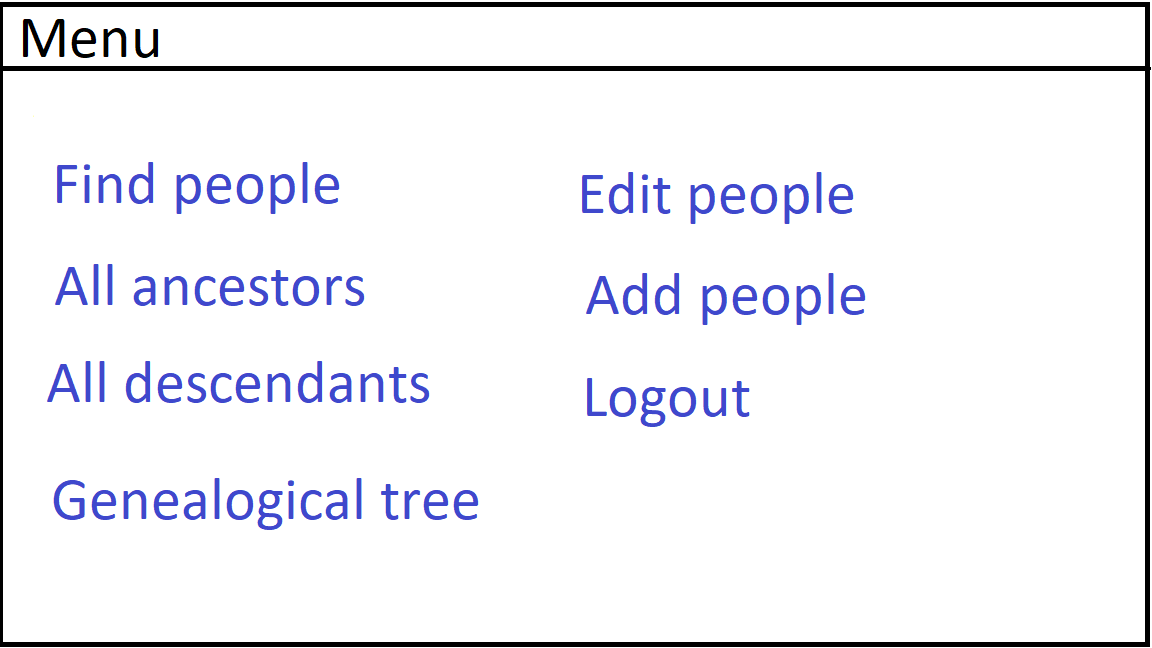 Menu
Find people
All ancestors
All descendants
Genealogical tree
Edit people
Add people
Logout